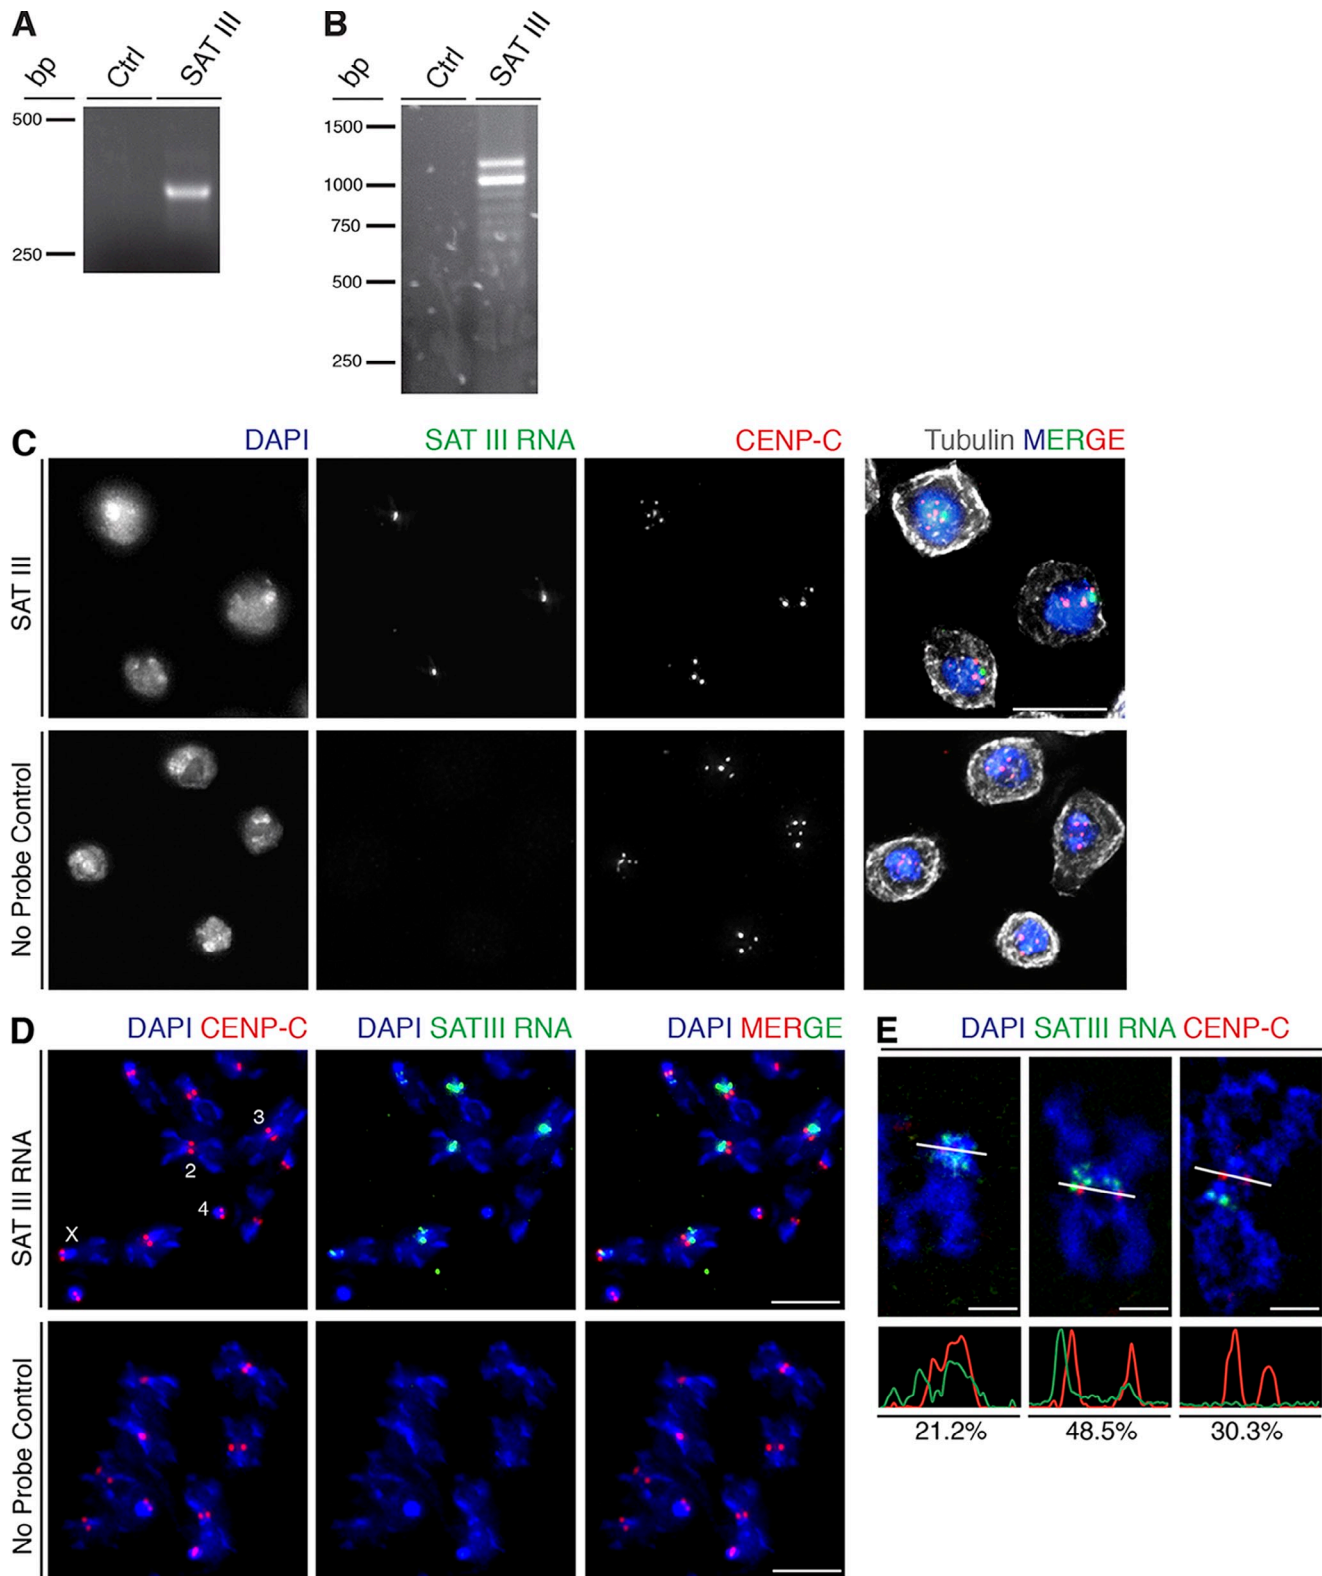 A
bp
Ctrl
SAT III
500
250
B
bp
Ctrl
SAT III
1500
1000
750
500
250
C
DAPI
SAT III RNA
CENP-C
Tubulin MERGE
SAT III
No Probe Control
D
DAPI CENP-C
DAPI SATIII RNA
DAPI MERGE
SAT III RNA
3
2
4
X
No Probe Control
E
DAPI SATIII RNA CENP-C
21.2%
48.5%
30.3%